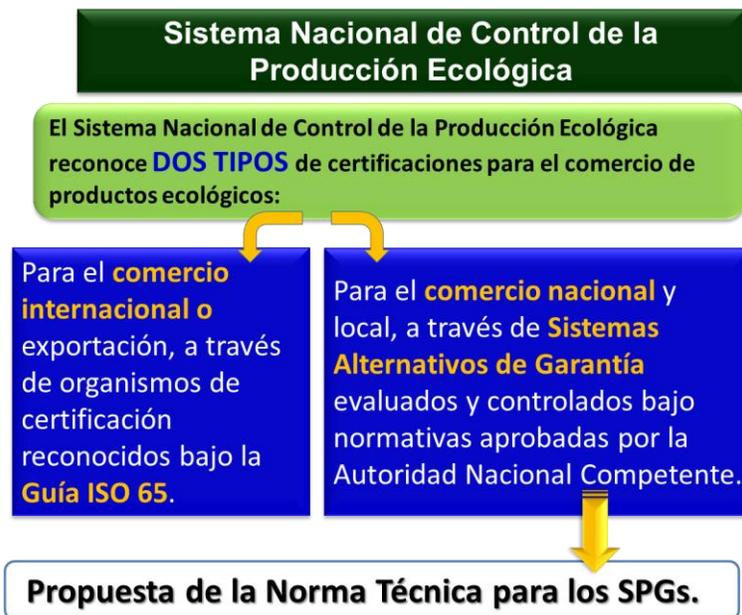 Sistema Nacional de Control de la
Producción Ecológica
El Sistema Nacional de Control de la Producción Ecológica
reconoce DOS TIPOS de certificaciones para el comercio de
productos ecológicos:
Para el comercio
internacional o
exportación, a través
de organismos de
certificación
reconocidos bajo la
Guía ISO 65.
Para el comercio nacional y
local, a través de Sistemas
Alternativos de Garantía
evaluados y controlados bajo
normativas aprobadas por la
Autoridad Nacional Competente.
Propuesta de la Norma Técnica para los SPGs.